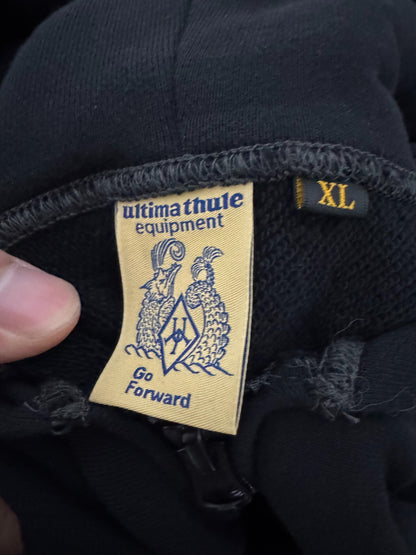 ultima thule
equipment
XL
Go
Forward